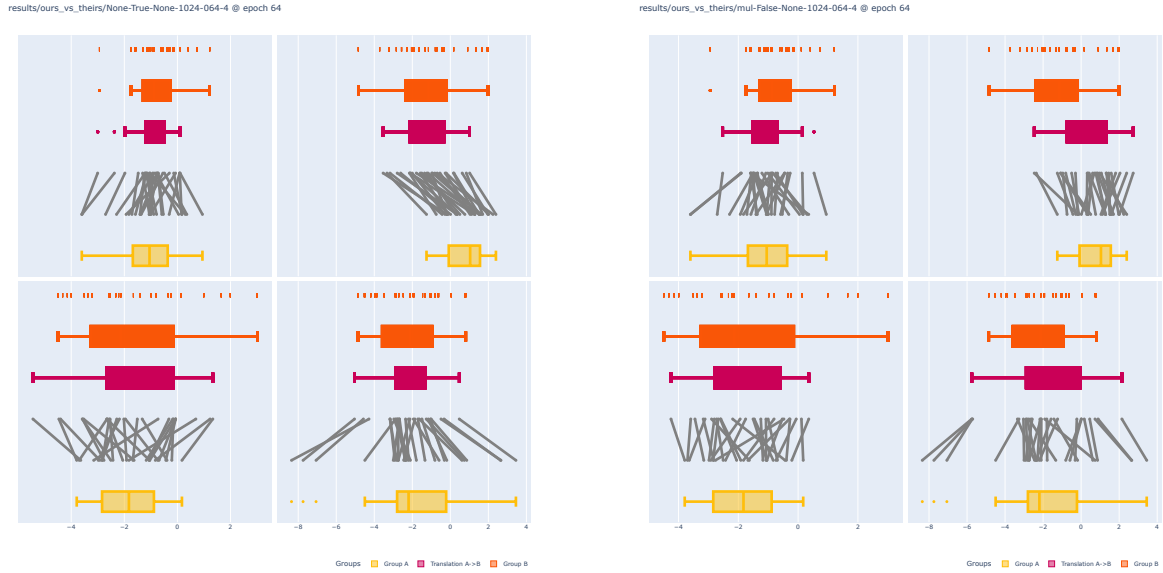 results/ours_vs_theirs/None-True-None-1024-064-4 @ epoch 64
results/ours_vs_theirs/mul-False-None-1024-064-4 @ epoch 64
−4 −2 0 2
−8 −6 −4 −2 0 2 4
−4 −2 0 2
−8 −6 −4 −2 0 2 4
Groups Group A Translation A->B Group B
Groups Group A Translation A->B Group B